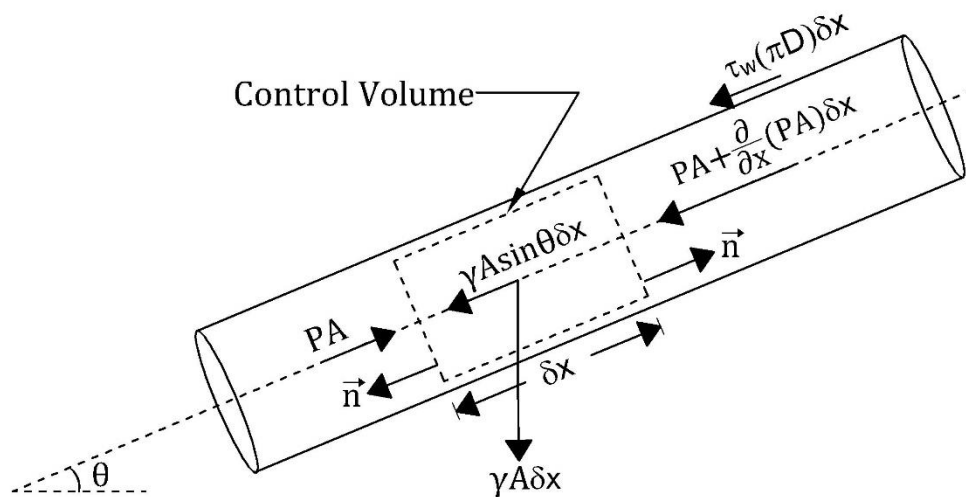 τw(πD)δx
Control Volume
PA+∂/∂x(PA)δx
γAsinθδx
n⃗
PA
δx
n⃗
θ
γAδx